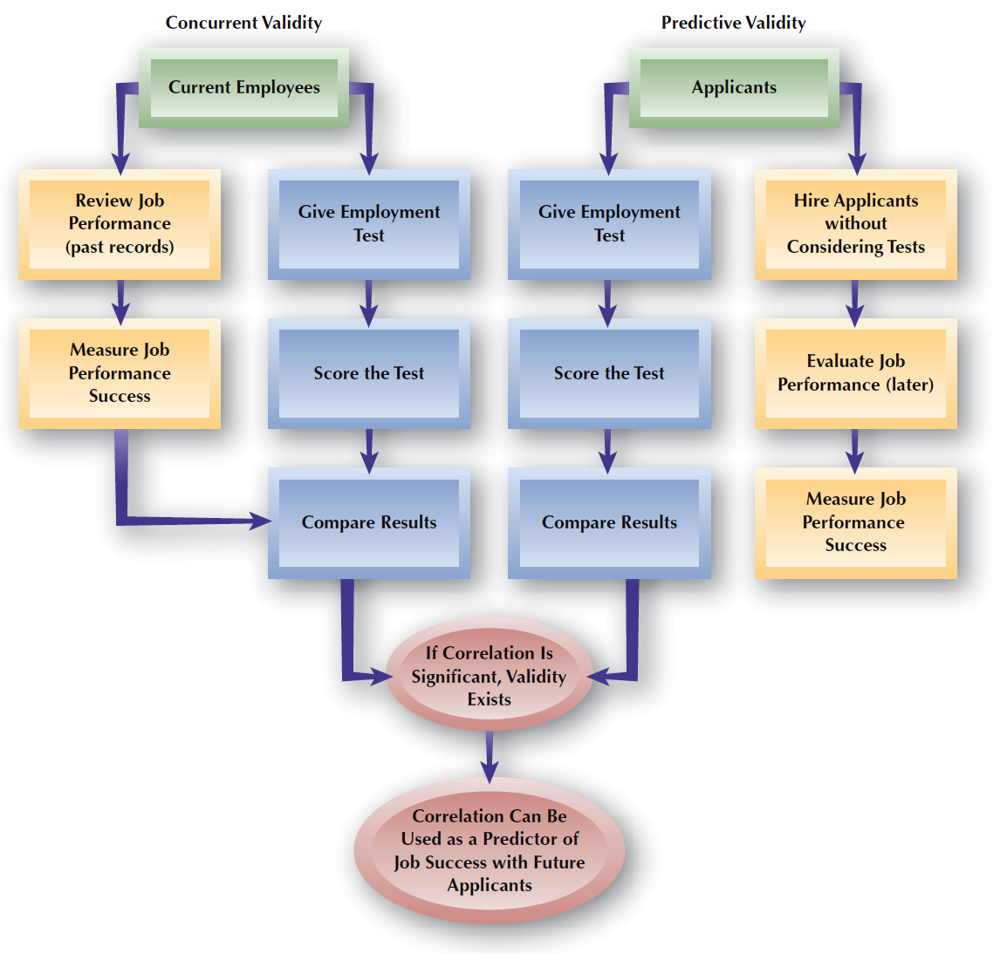 Concurrent Validity
Predictive Validity
Current Employees
Applicants
Review Job
Performance
(past records)
Give Employment
Test
Give Employment
Test
Hire Applicants
without
Considering Tests
Measure Job
Performance
Success
Score the Test
Score the Test
Evaluate Job
Performance (later)
Compare Results
Compare Results
Measure Job
Performance
Success
If Correlation Is
Significant, Validity
Exists
Correlation Can Be
Used as a Predictor of
Job Success with Future
Applicants